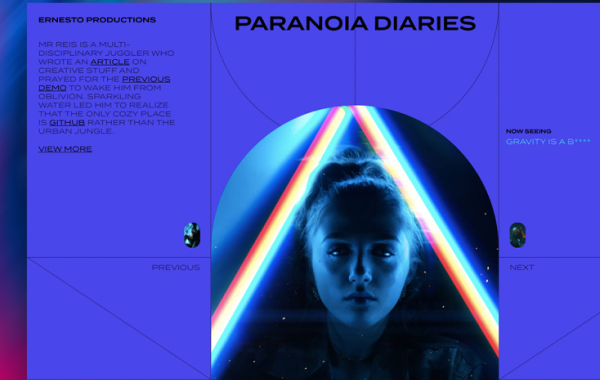 PARANOIA DIARIES
ERNESTO PRODUCTIONS
MR REIS IS A MULTI-
DISCIPLINARY JUGGLER WHO
WROTE AN ARTICLE ON
CREATIVE STUFF AND
PRAYED FOR THE PREVIOUS
DEMO TO WAKE HIM FROM
OBLIVION. SPARKLING
WATER LED HIM TO REALIZE
THAT THE ONLY COZY PLACE
IS GITHUB RATHER THAN THE
URBAN JUNGLE.
VIEW MORE
NOW SEEING
GRAVITY IS A B****
PREVIOUS
NEXT